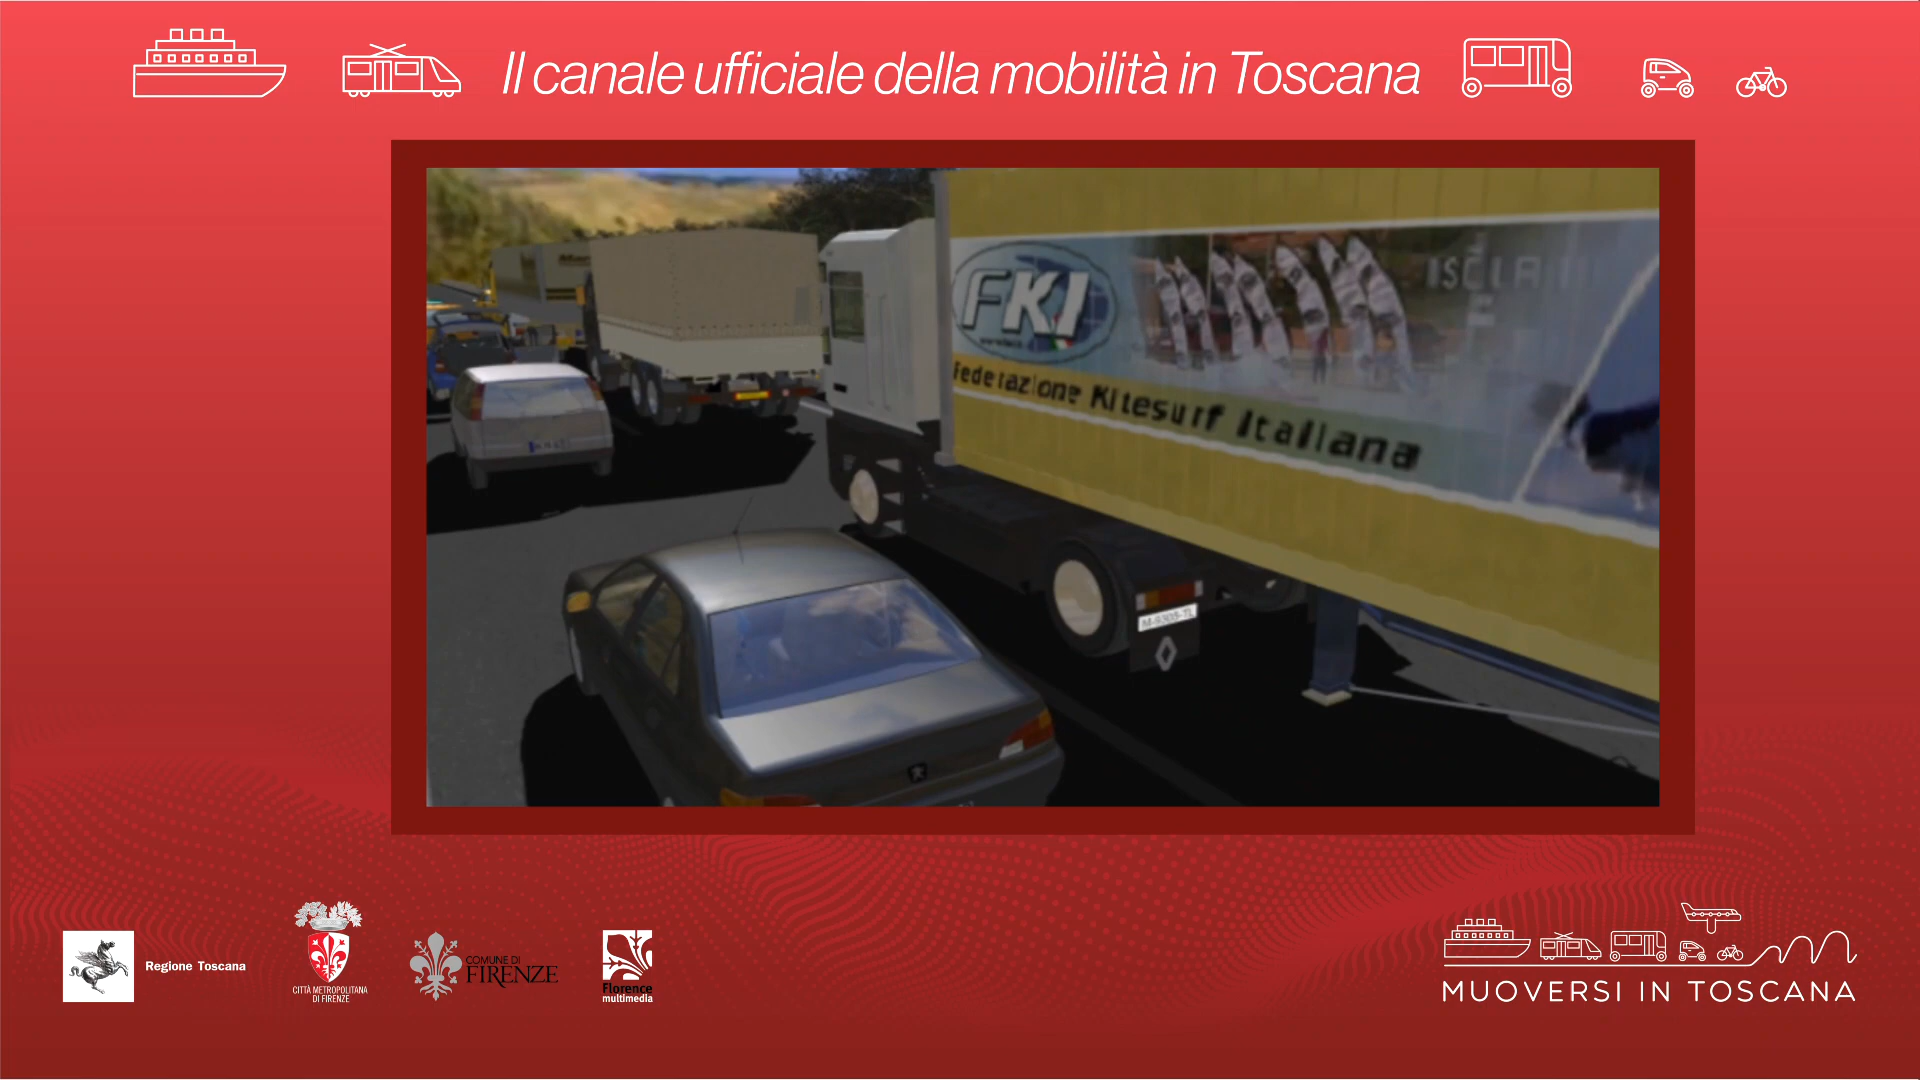 Il canale ufficiale della mobilità in Toscana
FKI
Federazione Kitesurf Italiana
Regione Toscana
CITTÀ METROPOLITANA
DI FIRENZE
COMUNE DI
FIRENZE
Florence
multimedia
MUOVERSI IN TOSCANA